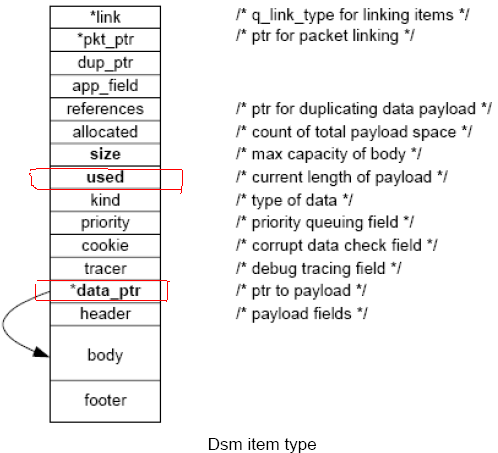 *link /* q_link_type for linking items */
*pkt_ptr /* ptr for packet linking */
dup_ptr
app_field
references /* ptr for duplicating data payload */
allocated /* count of total payload space */
size /* max capacity of body */
used /* current length of payload */
kind /* type of data */
priority /* priority queuing field */
cookie /* corrupt data check field */
tracer /* debug tracing field */
*data_ptr /* ptr to payload */
header /* payload fields */
body
footer
Dsm item type